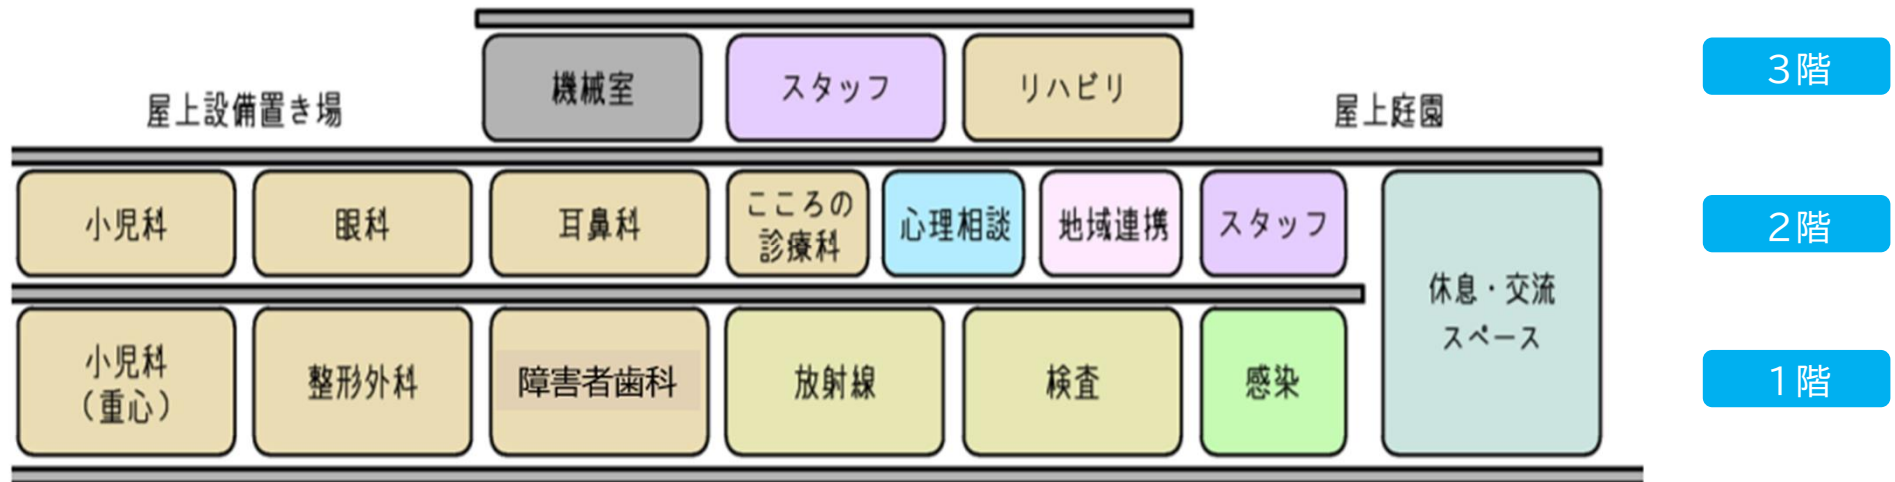 機械室
スタッフ
リハビリ
3階
屋上設備置き場
屋上庭園
小児科
眼科
耳鼻科
こころの
診療科
心理相談
地域連携
スタッフ
2階
休息・交流
スペース
小児科
（重心）
整形外科
障害者歯科
放射線
検査
感染
1階